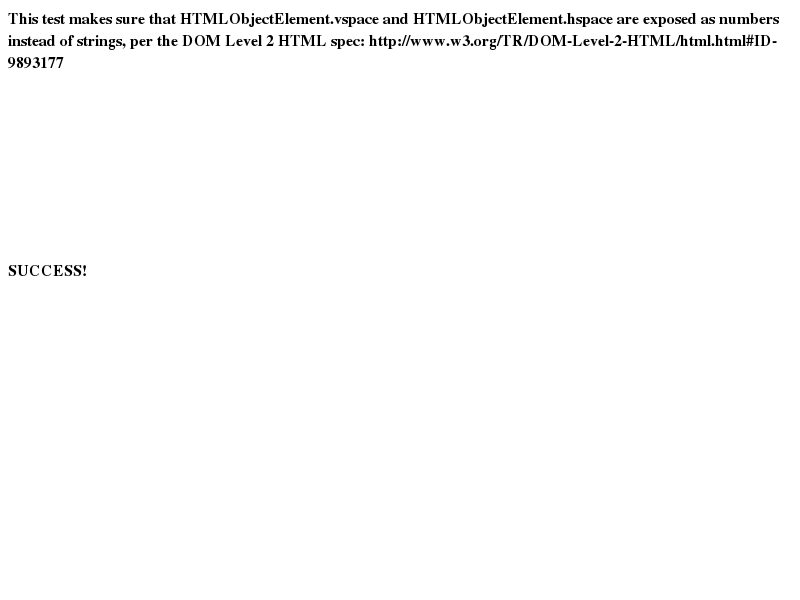 This test makes sure that HTMLObjectElement.vspace and HTMLObjectElement.hspace are exposed as numbers
instead of strings, per the DOM Level 2 HTML spec: http://www.w3.org/TR/DOM-Level-2-HTML/html.html#ID-
9893177
SUCCESS!